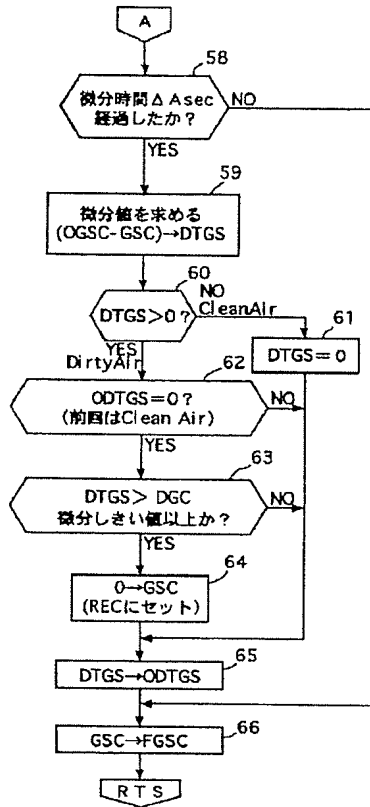 A
58
微分時間ΔAsec
経過したか?
NO
YES
59
微分値を求める
(OGSC-GSC)→DTGS
60
DTGS>0?
NO
CleanAir
YES
DirtyAir
61
DTGS=0
62
ODTGS=0?
(前回はClean Air)
NO
YES
63
DTGS> DGC
微分しきい値以上か?
NO
YES
64
0→GSC
(RECにセット)
65
DTGS→ODTGS
66
GSC→FGSC
RTS